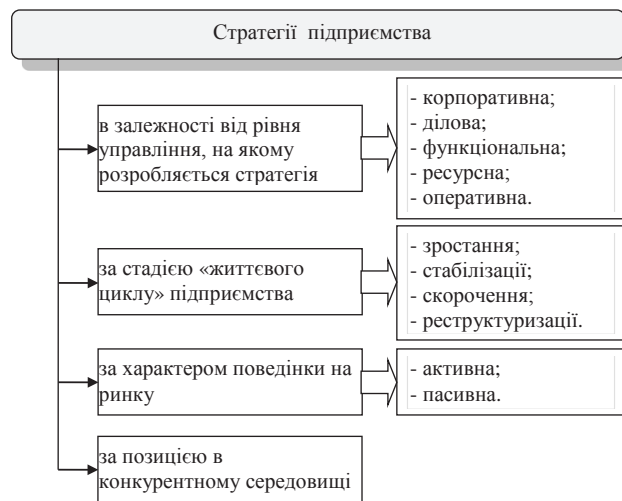 Стратегії підприємства
в залежності від рівня
управління, на якому
розробляється стратегія
- корпоративна;
- ділова;
- функціональна;
- ресурсна;
- оперативна.
за стадією «життєвого
циклу» підприємства
- зростання;
- стабілізації;
- скорочення;
- реструктуризації.
за характером поведінки на
ринку
- активна;
- пасивна.
за позицією в
конкурентному середовищі